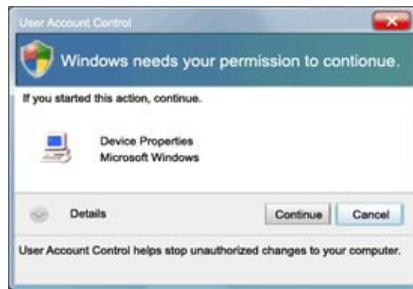 User Account Control
Windows needs your permission to contionue.
If you started this action, continue.
Device Properties
Microsoft Windows
Details
Continue
Cancel
User Account Control helps stop unauthorized changes to your computer.